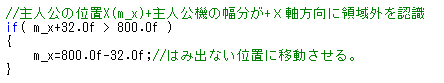 //主人公の位置X(m_x)+主人公機の幅分が+X軸方向に領域外を認識
if( m_x+32.0f > 800.0f )
{
m_x=800.0f-32.0f;//はみ出ない位置に移動させる。
}